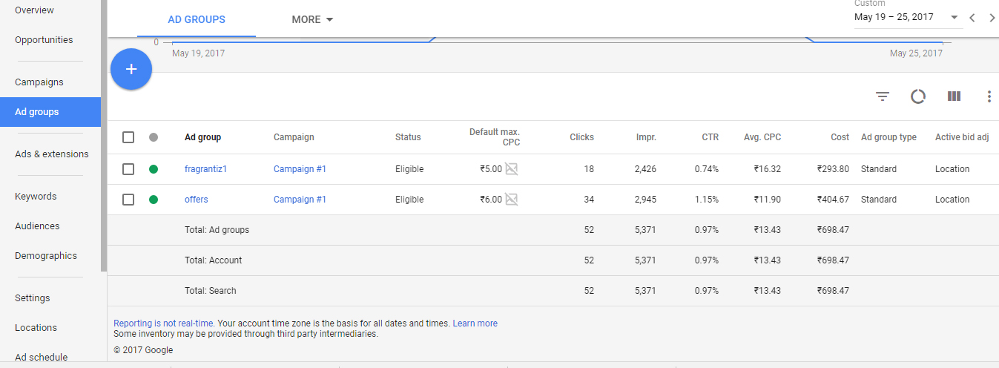 Overview
Opportunities
Campaigns
Ad groups
Ads & extensions
Keywords
Audiences
Demographics
Settings
Locations
Ad schedule
AD GROUPS MORE
Custom
May 19 – 25, 2017
0
May 19, 2017 May 25, 2017
+
Ad group Campaign Status Default max. CPC Clicks Impr. CTR Avg. CPC Cost Ad group type Active bid adj
fragrantiz1 Campaign #1 Eligible ₹5.00 18 2,426 0.74% ₹16.32 ₹293.80 Standard Location
offers Campaign #1 Eligible ₹6.00 34 2,945 1.15% ₹11.90 ₹404.67 Standard Location
Total: Ad groups 52 5,371 0.97% ₹13.43 ₹698.47
Total: Account 52 5,371 0.97% ₹13.43 ₹698.47
Total: Search 52 5,371 0.97% ₹13.43 ₹698.47
Reporting is not real-time. Your account time zone is the basis for all dates and times. Learn more
Some inventory may be provided through third party intermediaries.
© 2017 Google